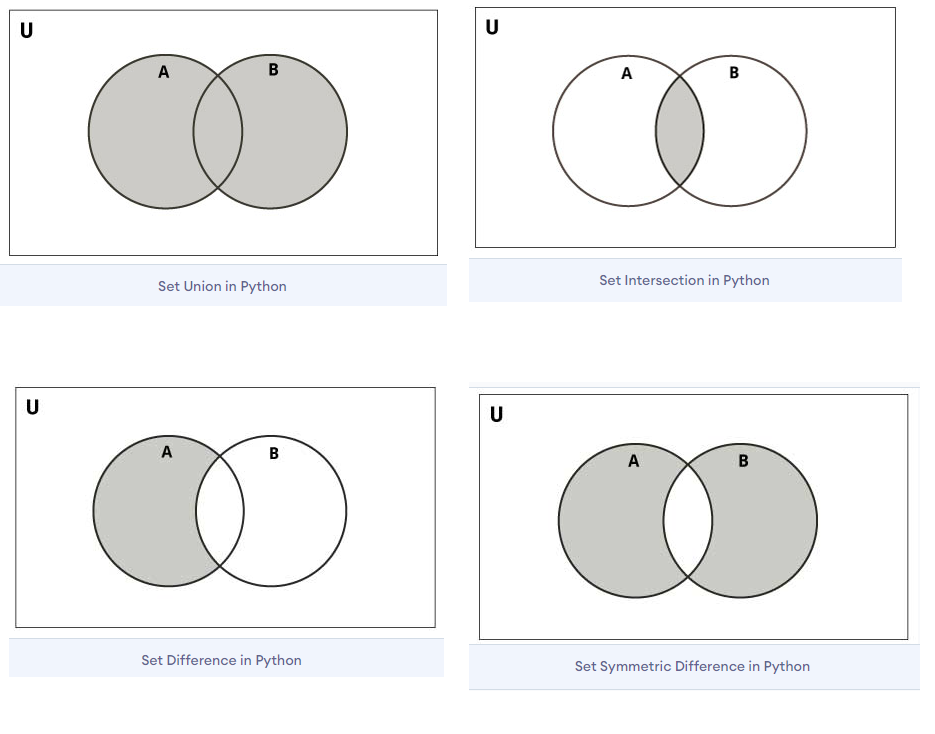 U
A
B
Set Union in Python
U
A
B
Set Intersection in Python
U
A
B
Set Difference in Python
U
A
B
Set Symmetric Difference in Python